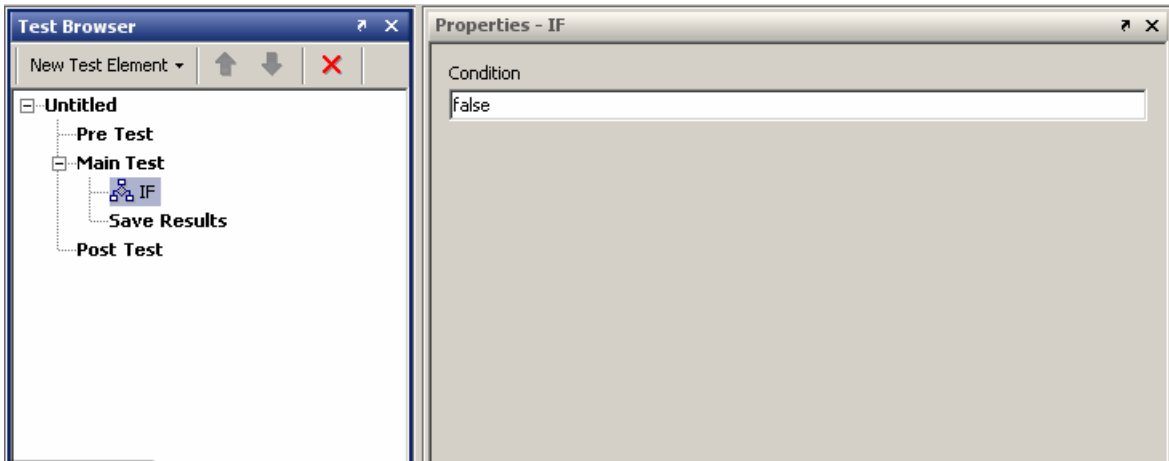 Test Browser
New Test Element
Untitled
Pre Test
Main Test
IF
Save Results
Post Test
Properties - IF
Condition
false